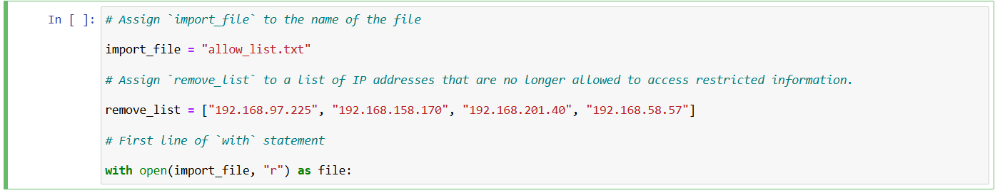 In [ ]: # Assign `import_file` to the name of the file
import_file = "allow_list.txt"
# Assign `remove_list` to a list of IP addresses that are no longer allowed to access restricted information.
remove_list = ["192.168.97.225", "192.168.158.170", "192.168.201.40", "192.168.58.57"]
# First line of `with` statement
with open(import_file, "r") as file: